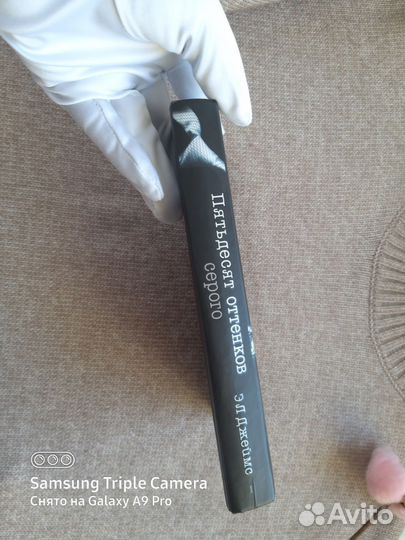 Пятьдесят оттенков
серого
Э Л Джеймс
Samsung Triple Camera
Снято на Galaxy A9 Pro
Avito